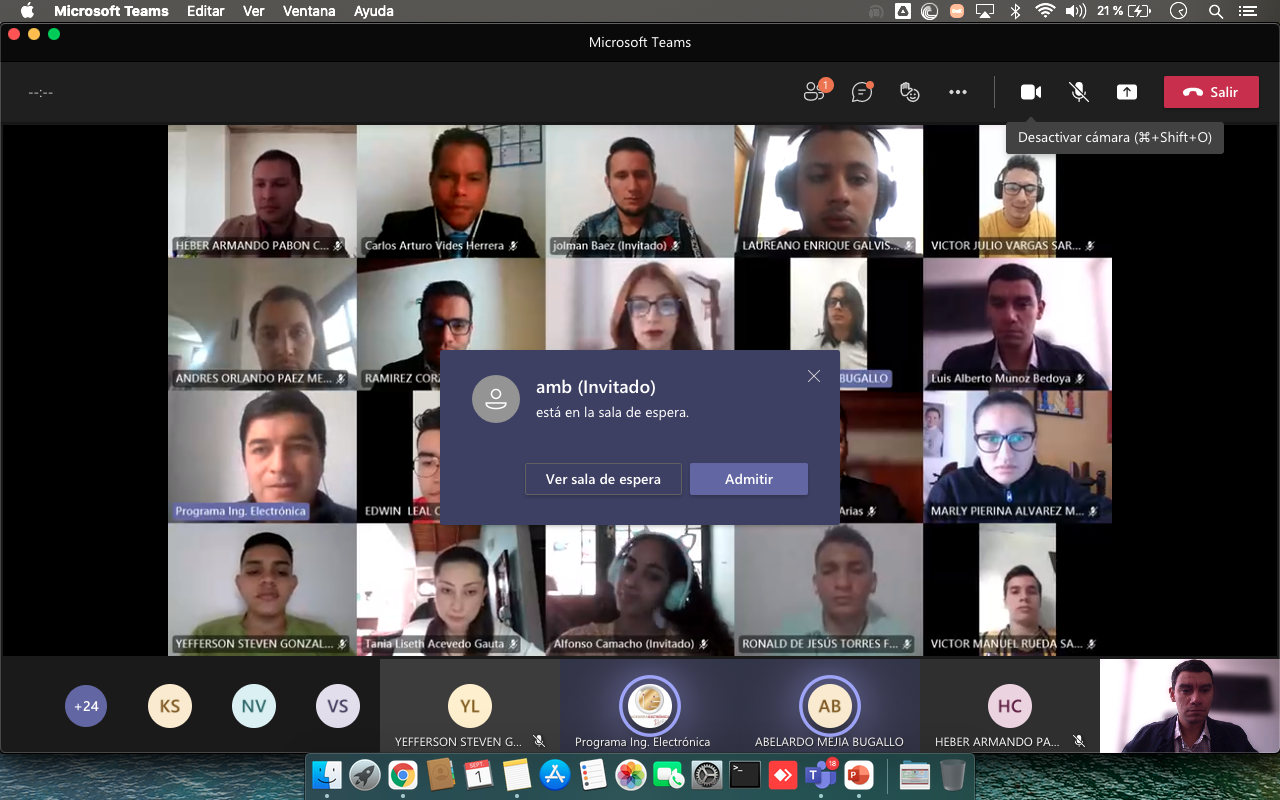 Microsoft Teams Editar Ver Ventana Ayuda 21 %
Microsoft Teams
--:--
1
Salir
Desactivar cámara (⌘+Shift+O)
HEBER ARMANDO PABON C...
Carlos Arturo Vides Herrera
jolman Baez (Invitado)
LAUREANO ENRIQUE GALVIS...
VICTOR JULIO VARGAS SAR...
ANDRES ORLANDO PAEZ ME...
RAMIREZ COR
BUGALLO
Luis Alberto Munoz Bedoya
amb (Invitado)
está en la sala de espera.
Ver sala de espera
Admitir
Programa Ing. Electrónica
EDWIN LEAL
Arias
MARLY PIERINA ALVAREZ M...
YEFFERSON STEVEN GONZAL...
Tania Liseth Acevedo Gauta
Alfonso Camacho (Invitado)
RONALD DE JESÚS TORRES F...
VICTOR MANUEL RUEDA SA...
+24
KS
NV
VS
YL
AB
HC
YEFFERSON STEVEN G...
Programa Ing. Electrónica
ABELARDO MEJIA BUGALLO
HEBER ARMANDO PA...
SEPT.
1
18